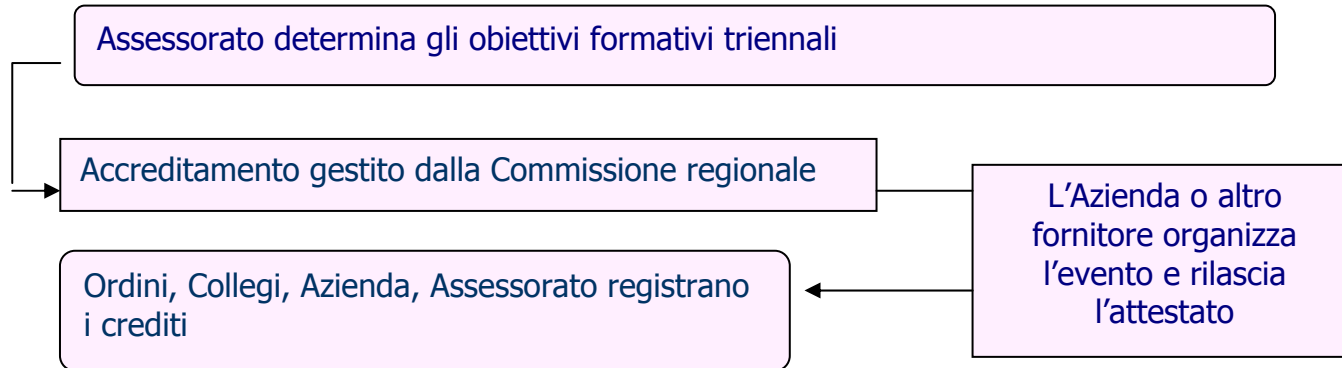 Assessorato determina gli obiettivi formativi triennali
Accreditamento gestito dalla Commissione regionale
L’Azienda o altro
fornitore organizza
l’evento e rilascia
l’attestato
Ordini, Collegi, Azienda, Assessorato registrano
i crediti